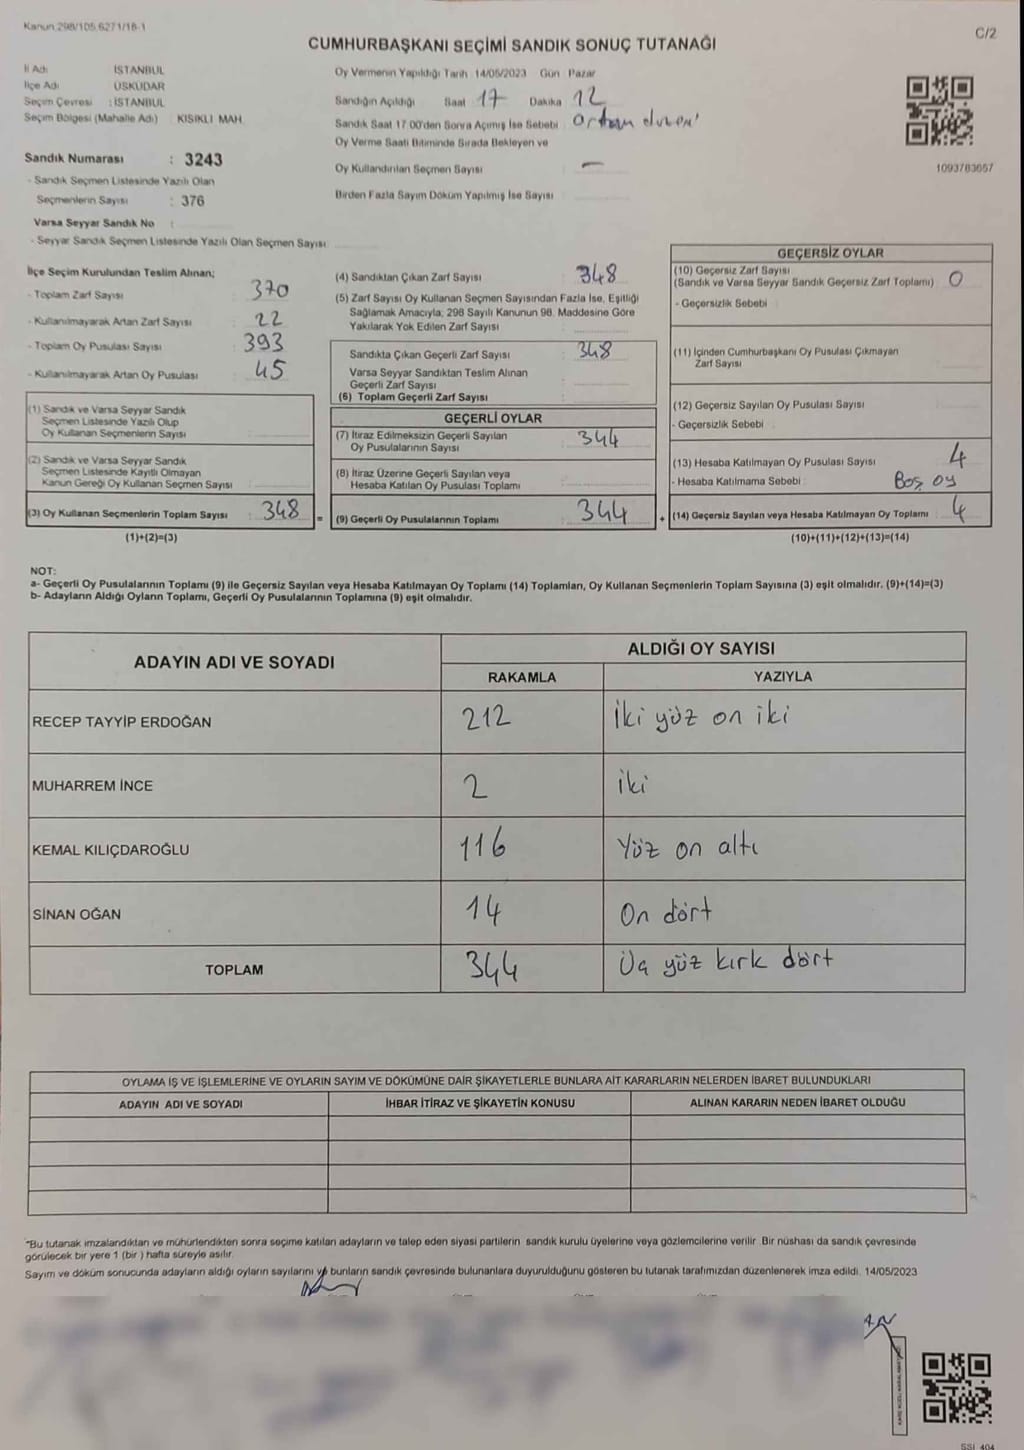 Kanun 298/105.6271/16-1
C/2
CUMHURBAŞKANI SEÇİMİ SANDIK SONUÇ TUTANAĞI
İl Adı İSTANBUL
İlçe Adı ÜSKÜDAR
Seçim Çevresi : İSTANBUL
Seçim Bölgesi (Mahalle Adı) : KISIKLI MAH.
Sandık Numarası : 3243
- Sandık Seçmen Listesinde Yazılı Olan
Seçmenlerin Sayısı : 376
Varsa Seyyar Sandık No :
- Seyyar Sandık Seçmen Listesinde Yazılı Olan Seçmen Sayısı
Oy Vermenin Yapıldığı Tarih : 14/05/2023 Gün : Pazar
Sandığın Açıldığı Saat 17 Dakika 12
Sandık Saat 17.00'den Sonra Açılmış İse Sebebi :
Oy Verme Saati Bitiminde Sırada Bekleyen ve
Oy Kullandırılan Seçmen Sayısı : –
Birden Fazla Sayım Döküm Yapılmış İse Sayısı :
1093783657
İlçe Seçim Kurulundan Teslim Alınan;
- Toplam Zarf Sayısı : 370
- Kullanılmayarak Artan Zarf Sayısı : 22
- Toplam Oy Pusulası Sayısı : 393
- Kullanılmayarak Artan Oy Pusulası : 45
(1) Sandık ve Varsa Seyyar Sandık
Seçmen Listesinde Yazılı Olup
Oy Kullanan Seçmenlerin Sayısı :
(2) Sandık ve Varsa Seyyar Sandık
Seçmen Listesinde Kayıtlı Olmayan
Kanun Gereği Oy Kullanan Seçmen Sayısı :
(3) Oy Kullanan Seçmenlerin Toplam Sayısı : 348
(1)+(2)=(3)
(4) Sandıktan Çıkan Zarf Sayısı : 348
(5) Zarf Sayısı Oy Kullanan Seçmen Sayısından Fazla İse, Eşitliği
Sağlamak Amacıyla; 298 Sayılı Kanunun 98. Maddesine Göre
Yakılarak Yok Edilen Zarf Sayısı :
Sandıkta Çıkan Geçerli Zarf Sayısı : 348
Varsa Seyyar Sandıktan Teslim Alınan
Geçerli Zarf Sayısı :
(6) Toplam Geçerli Zarf Sayısı :
GEÇERLİ OYLAR
(7) İtiraz Edilmeksizin Geçerli Sayılan 344
Oy Pusulalarının Sayısı :
(8) İtiraz Üzerine Geçerli Sayılan veya
Hesaba Katılan Oy Pusulası Toplamı :
= (9) Geçerli Oy Pusulalarının Toplamı : 344
GEÇERSİZ OYLAR
(10) Geçersiz Zarf Sayısı
(Sandık ve Varsa Seyyar Sandık Geçersiz Zarf Toplamı) : 0
- Geçersizlik Sebebi :
(11) İçinden Cumhurbaşkanı Oy Pusulası Çıkmayan
Zarf Sayısı :
(12) Geçersiz Sayılan Oy Pusulası Sayısı :
- Geçersizlik Sebebi :
(13) Hesaba Katılmayan Oy Pusulası Sayısı : 4
- Hesaba Katılmama Sebebi : Boş oy
+ (14) Geçersiz Sayılan veya Hesaba Katılmayan Oy Toplamı : 4
(10)+(11)+(12)+(13)=(14)
NOT:
a- Geçerli Oy Pusulalarının Toplamı (9) ile Geçersiz Sayılan veya Hesaba Katılmayan Oy Toplamı (14) Toplamları, Oy Kullanan Seçmenlerin Toplam Sayısına (3) eşit olmalıdır. (9)+(14)=(3)
b- Adayların Aldığı Oyların Toplamı, Geçerli Oy Pusulalarının Toplamına (9) eşit olmalıdır.
ADAYIN ADI VE SOYADI
ALDIĞI OY SAYISI
RAKAMLA YAZIYLA
RECEP TAYYİP ERDOĞAN 212 İki yüz on iki
MUHARREM İNCE 2 iki
KEMAL KILIÇDAROĞLU 116 Yüz on altı
SİNAN OĞAN 14 On dört
TOPLAM 344 Üç yüz kırk dört
OYLAMA İŞ VE İŞLEMLERİNE VE OYLARIN SAYIM VE DÖKÜMÜNE DAİR ŞİKAYETLERLE BUNLARA AİT KARARLARIN NELERDEN İBARET BULUNDUKLARI
ADAYIN ADI VE SOYADI İHBAR İTİRAZ VE ŞİKAYETİN KONUSU ALINAN KARARIN NEDEN İBARET OLDUĞU
"Bu tutanak imzalandıktan ve mühürlendikten sonra seçime katılan adayların ve talep eden siyasi partilerin sandık kurulu üyelerine veya gözlemcilerine verilir. Bir nüshası da sandık çevresinde
görülecek bir yere 1 (bir ) hafta süreyle asılır.
Sayım ve döküm sonucunda adayların aldığı oyların sayılarını ve bunların sandık çevresinde bulunanlara duyurulduğunu gösteren bu tutanak tarafımızdan düzenlenerek imza edildi. 14/05/2023
SSİ 404